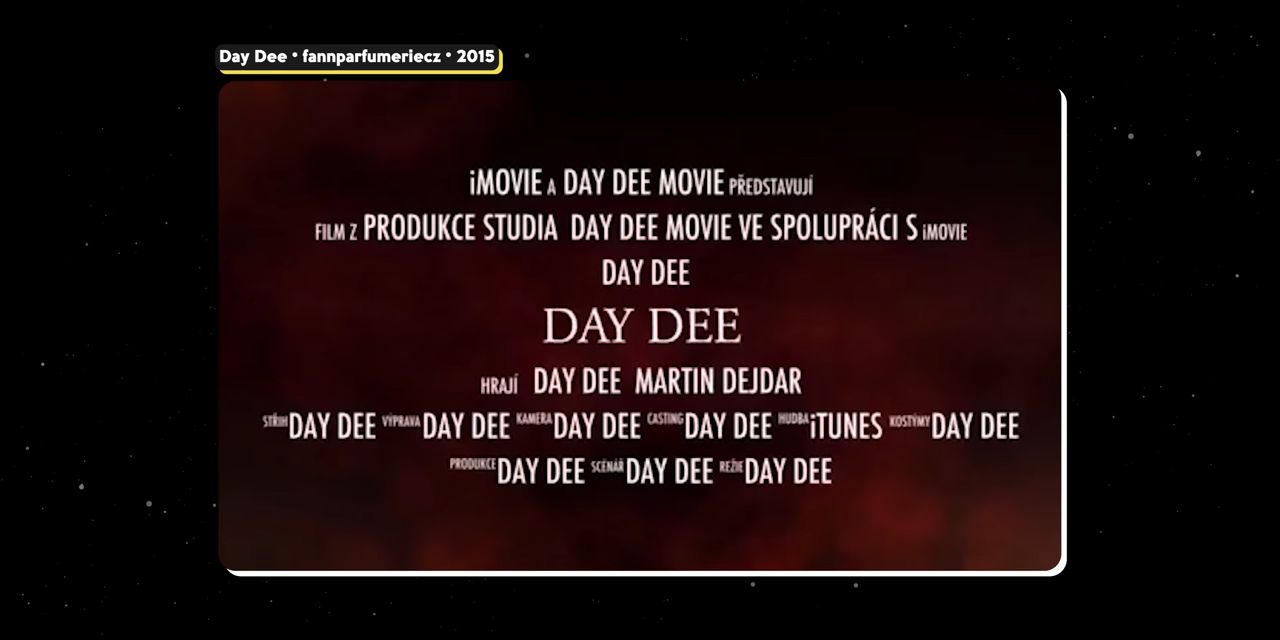 Day Dee • fannparfumeriecz • 2015
iMOVIE A DAY DEE MOVIE PŘEDSTAVUJÍ
FILM Z PRODUKCE STUDIA DAY DEE MOVIE VE SPOLUPRÁCI S iMOVIE
DAY DEE
DAY DEE
HRAJÍ DAY DEE MARTIN DEJDAR
STŘIH DAY DEE VÝPRAVA DAY DEE KAMERA DAY DEE CASTING DAY DEE HUDBA iTUNES KOSTÝMY DAY DEE
PRODUKCE DAY DEE SCÉNÁŘ DAY DEE REŽIE DAY DEE